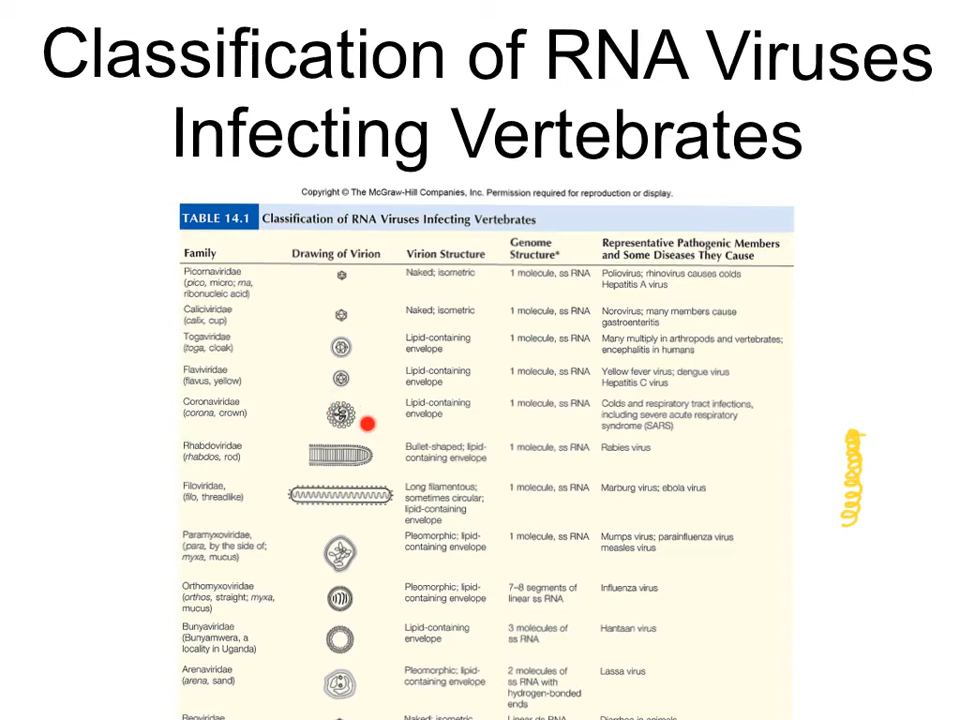 Classification of RNA Viruses
Infecting Vertebrates
Copyright © The McGraw-Hill Companies, Inc. Permission required for reproduction or display.
TABLE 14.1 Classification of RNA Viruses Infecting Vertebrates
Family Drawing of Virion Virion Structure Genome Structure* Representative Pathogenic Members and Some Diseases They Cause
Picornaviridae Naked; isometric 1 molecule, ss RNA Poliovirus; rhinovirus causes colds
(pico, micro; rna, Hepatitis A virus
ribonucleic acid)
Caliciviridae Naked; isometric 1 molecule, ss RNA Norovirus; many members cause
(calix, cup) gastroenteritis
Togaviridae Lipid-containing 1 molecule, ss RNA Many multiply in arthropods and vertebrates;
(toga, cloak) envelope encephalitis in humans
Flaviviridae Lipid-containing 1 molecule, ss RNA Yellow fever virus; dengue virus
(flavus, yellow) envelope Hepatitis C virus
Coronaviridae Lipid-containing 1 molecule, ss RNA Colds and respiratory tract infections,
(corona, crown) envelope including severe acute respiratory
syndrome (SARS)
Rhabdoviridae Bullet-shaped; lipid- 1 molecule, ss RNA Rabies virus
(rhabdos, rod) containing envelope
Filoviridae, Long filamentous; 1 molecule, ss RNA Marburg virus; ebola virus
(filo, threadlike) sometimes circular;
lipid-containing
envelope
Paramyxoviridae, Pleomorphic; lipid- 1 molecule, ss RNA Mumps virus; parainfluenza virus
(para, by the side of; containing envelope measles virus
myxa, mucus)
Orthomyxoviridae Pleomorphic; lipid- 7–8 segments of Influenza virus
(orthos, straight; myxa, containing envelope linear ss RNA
mucus)
Bunyaviridae Lipid-containing 3 molecules of Hantaan virus
(Bunyamwera, a envelope ss RNA
locality in Uganda)
Arenaviridae Pleomorphic; lipid- 2 molecules of Lassa virus
(arena, sand) containing envelope ss RNA with
hydrogen-bonded
ends
Reoviridae Naked; isometric Linear ds RNA Diarrhea in animals